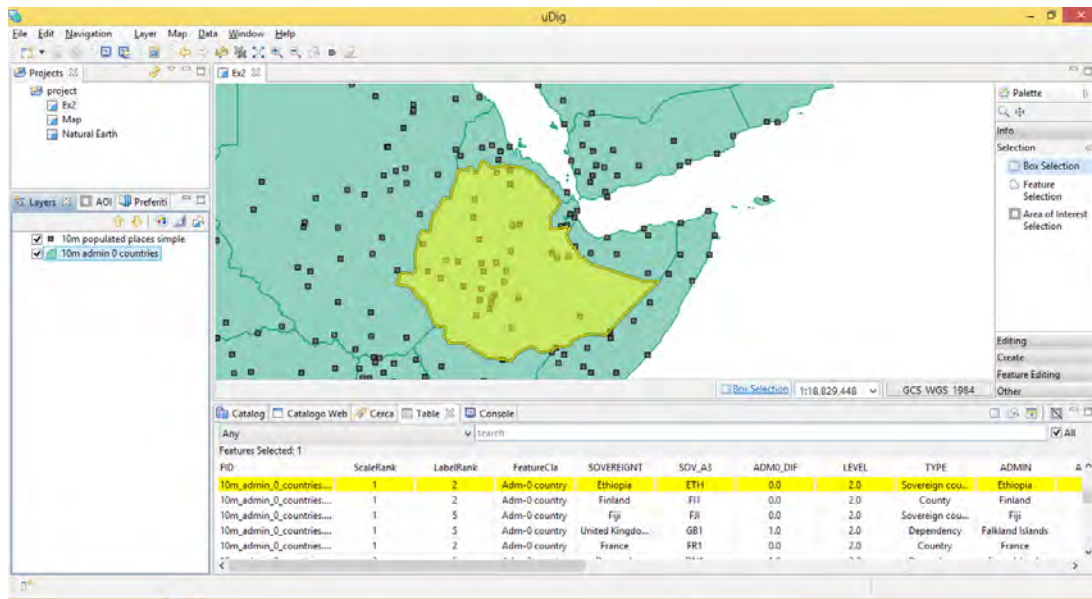 uDig
File Edit Navigation Layer Map Data Window Help
Projects
project
Ex2
Map
Natural Earth
Ex2
Palette
Info
Selection
Box Selection
Feature
Selection
Area of Interest
Selection
Editing
Create
Feature Editing
Other
Layers AOI Preferiti
10m populated places simple
10m admin 0 countries
Box Selection 1:18.829.448 GCS WGS 1984
Catalog Catalogo Web Cerca Table Console
Any search All
Features Selected: 1
FID ScaleRank LabelRank FeatureCla SOVEREIGNT SOV_A3 ADM0_DIF LEVEL TYPE ADMIN A
10m_admin_0_countries.... 1 2 Adm-0 country Ethiopia ETH 0.0 2.0 Sovereign cou... Ethiopia
10m_admin_0_countries.... 1 2 Adm-0 country Finland 0.0 2.0 County Finland
10m_admin_0_countries.... 1 5 Adm-0 country Fiji FJI 0.0 2.0 Sovereign cou... Fiji
10m_admin_0_countries.... 1 5 Adm-0 country United Kingdo... GB1 1.0 2.0 Dependency Falkland Islands
10m_admin_0_countries.... 1 2 Adm-0 country France FR1 0.0 2.0 Country France